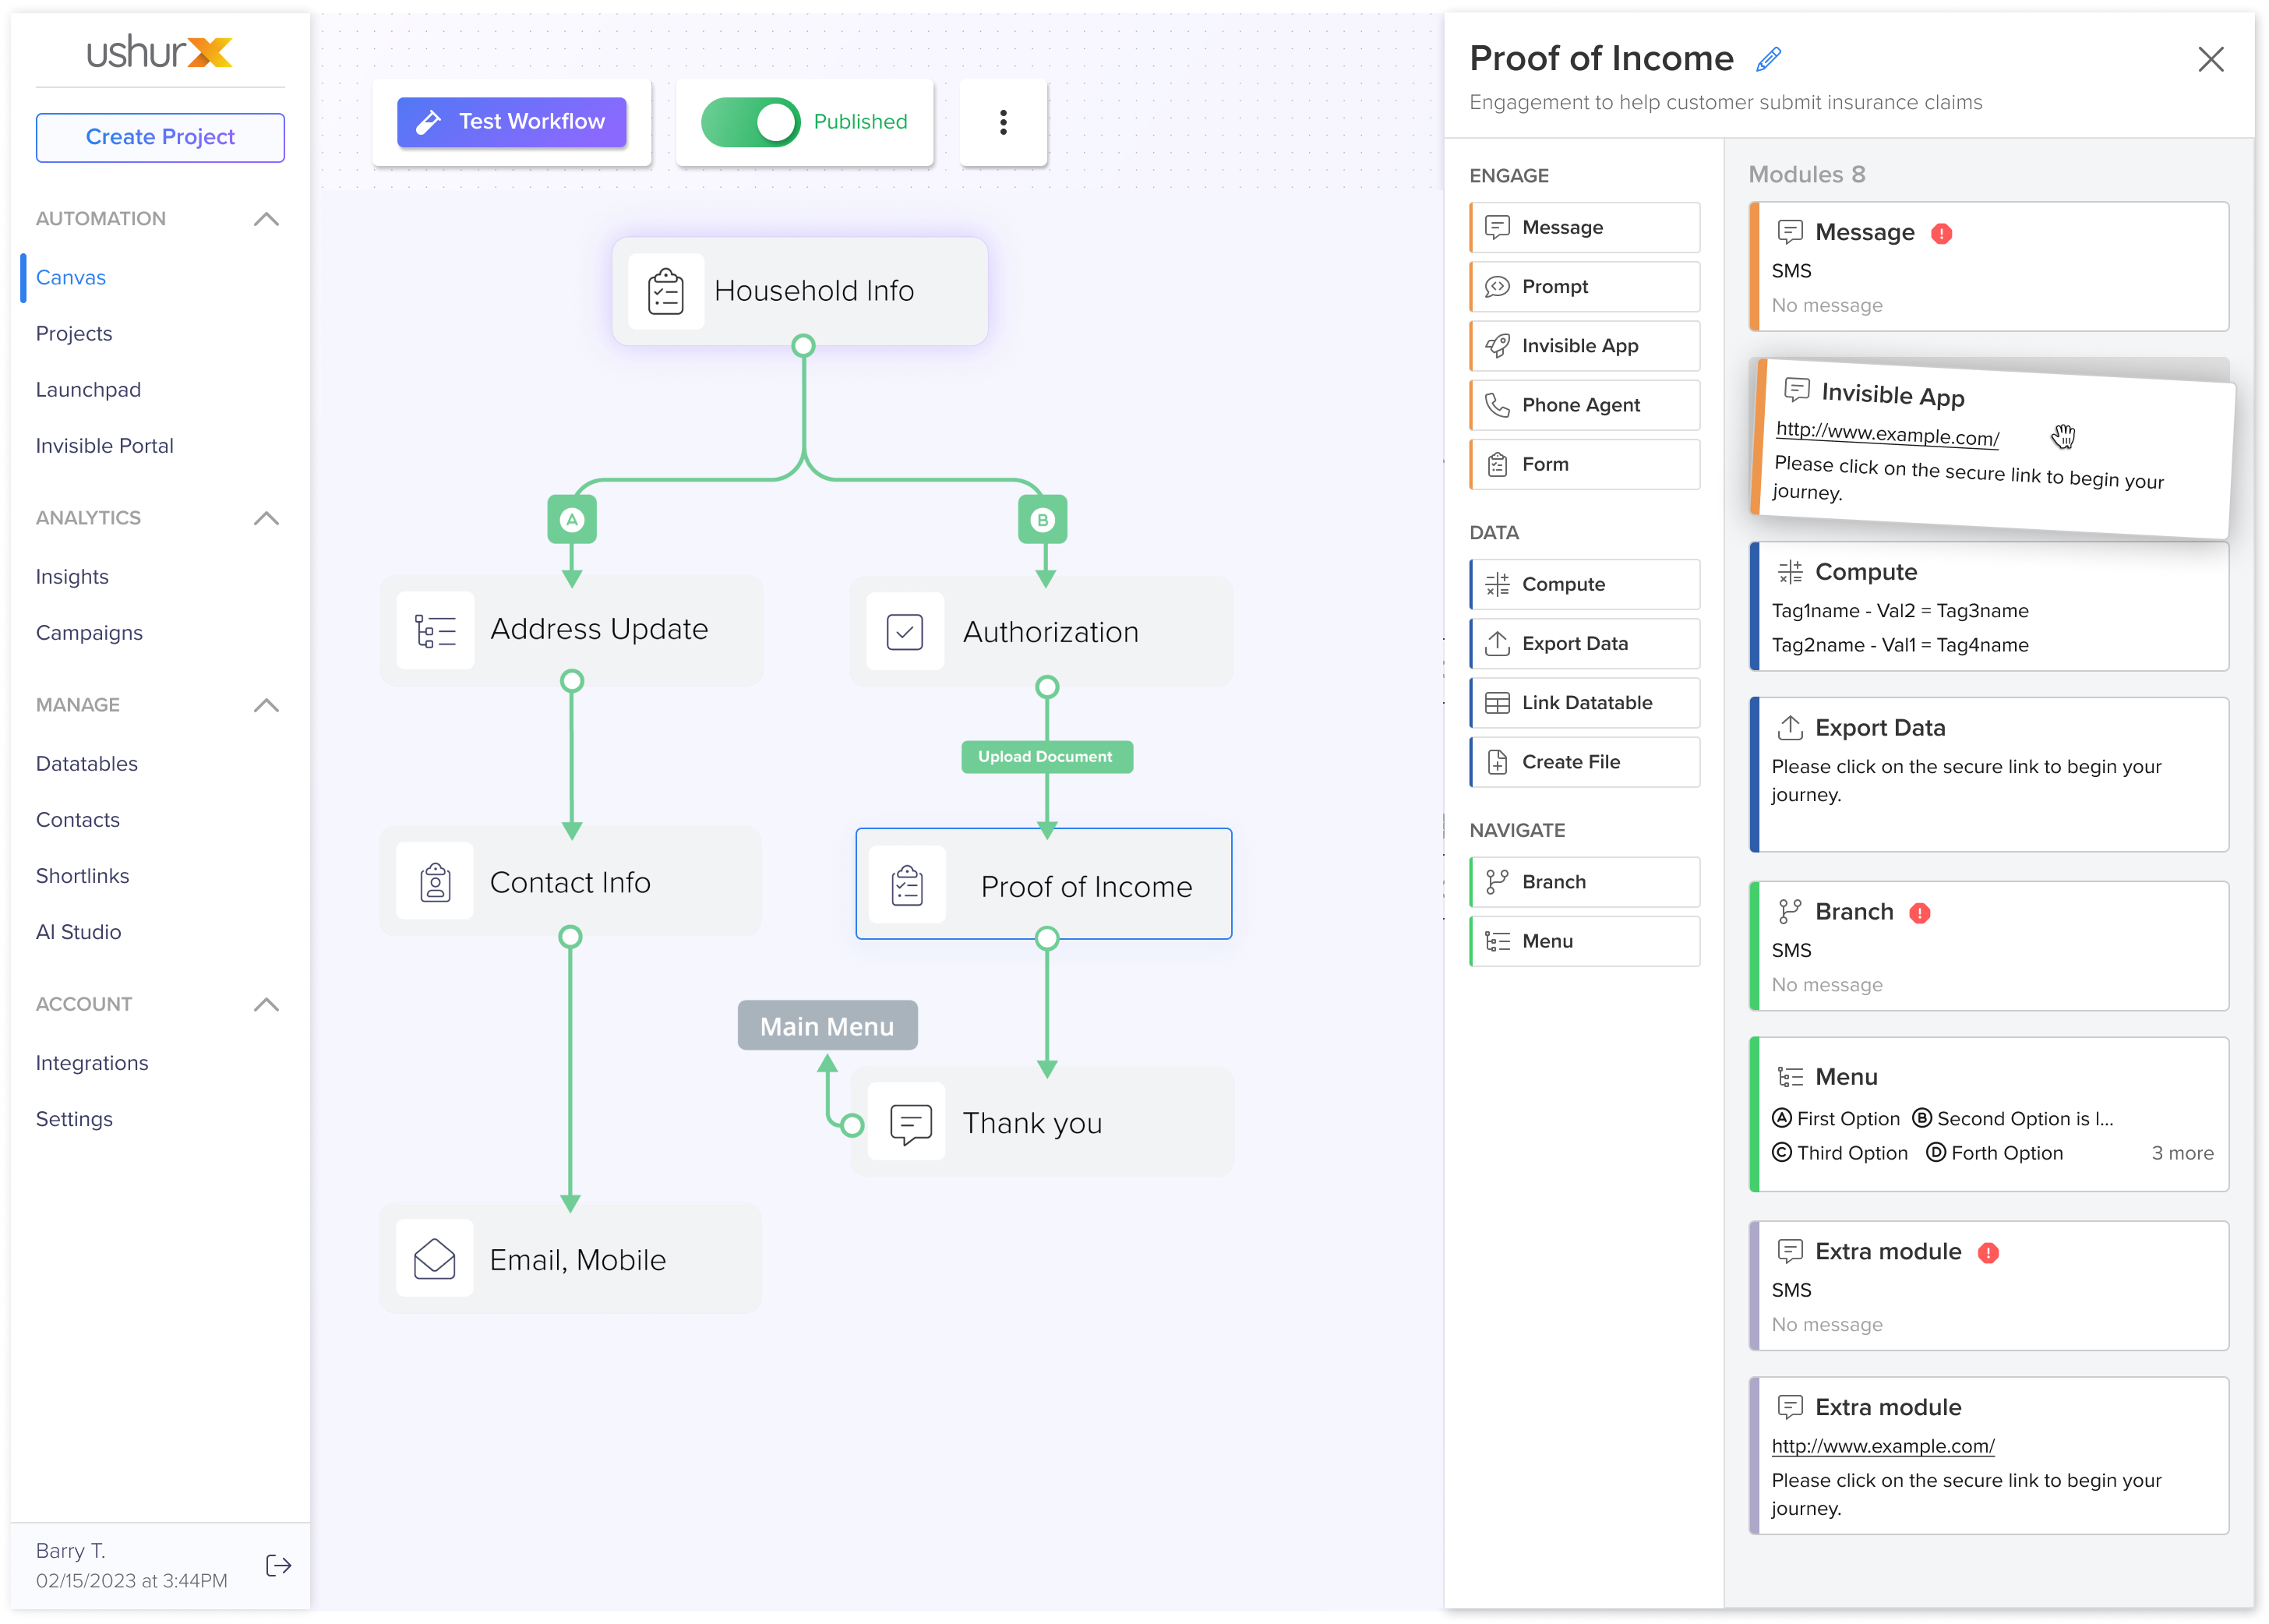 ushurX
Create Project
AUTOMATION
Canvas
Projects
Launchpad
Invisible Portal
ANALYTICS
Insights
Campaigns
MANAGE
Datatables
Contacts
Shortlinks
AI Studio
ACCOUNT
Integrations
Settings
Barry T.
02/15/2023 at 3:44PM
Test Workflow
Published
Household Info
A
B
Address Update
Authorization
Upload Document
Contact Info
Proof of Income
Main Menu
Thank you
Email, Mobile
Proof of Income
Engagement to help customer submit insurance claims
ENGAGE
Message
Prompt
Invisible App
Phone Agent
Form
DATA
Compute
Export Data
Link Datatable
Create File
NAVIGATE
Branch
Menu
Modules 8
Message
SMS
No message
Invisible App
http://www.example.com/
Please click on the secure link to begin your
journey.
Compute
Tag1name - Val2 = Tag3name
Tag2name - Val1 = Tag4name
Export Data
Please click on the secure link to begin your
journey.
Branch
SMS
No message
Menu
A First Option B Second Option is l...
C Third Option D Forth Option 3 more
Extra module
SMS
No message
Extra module
http://www.example.com/
Please click on the secure link to begin your
journey.